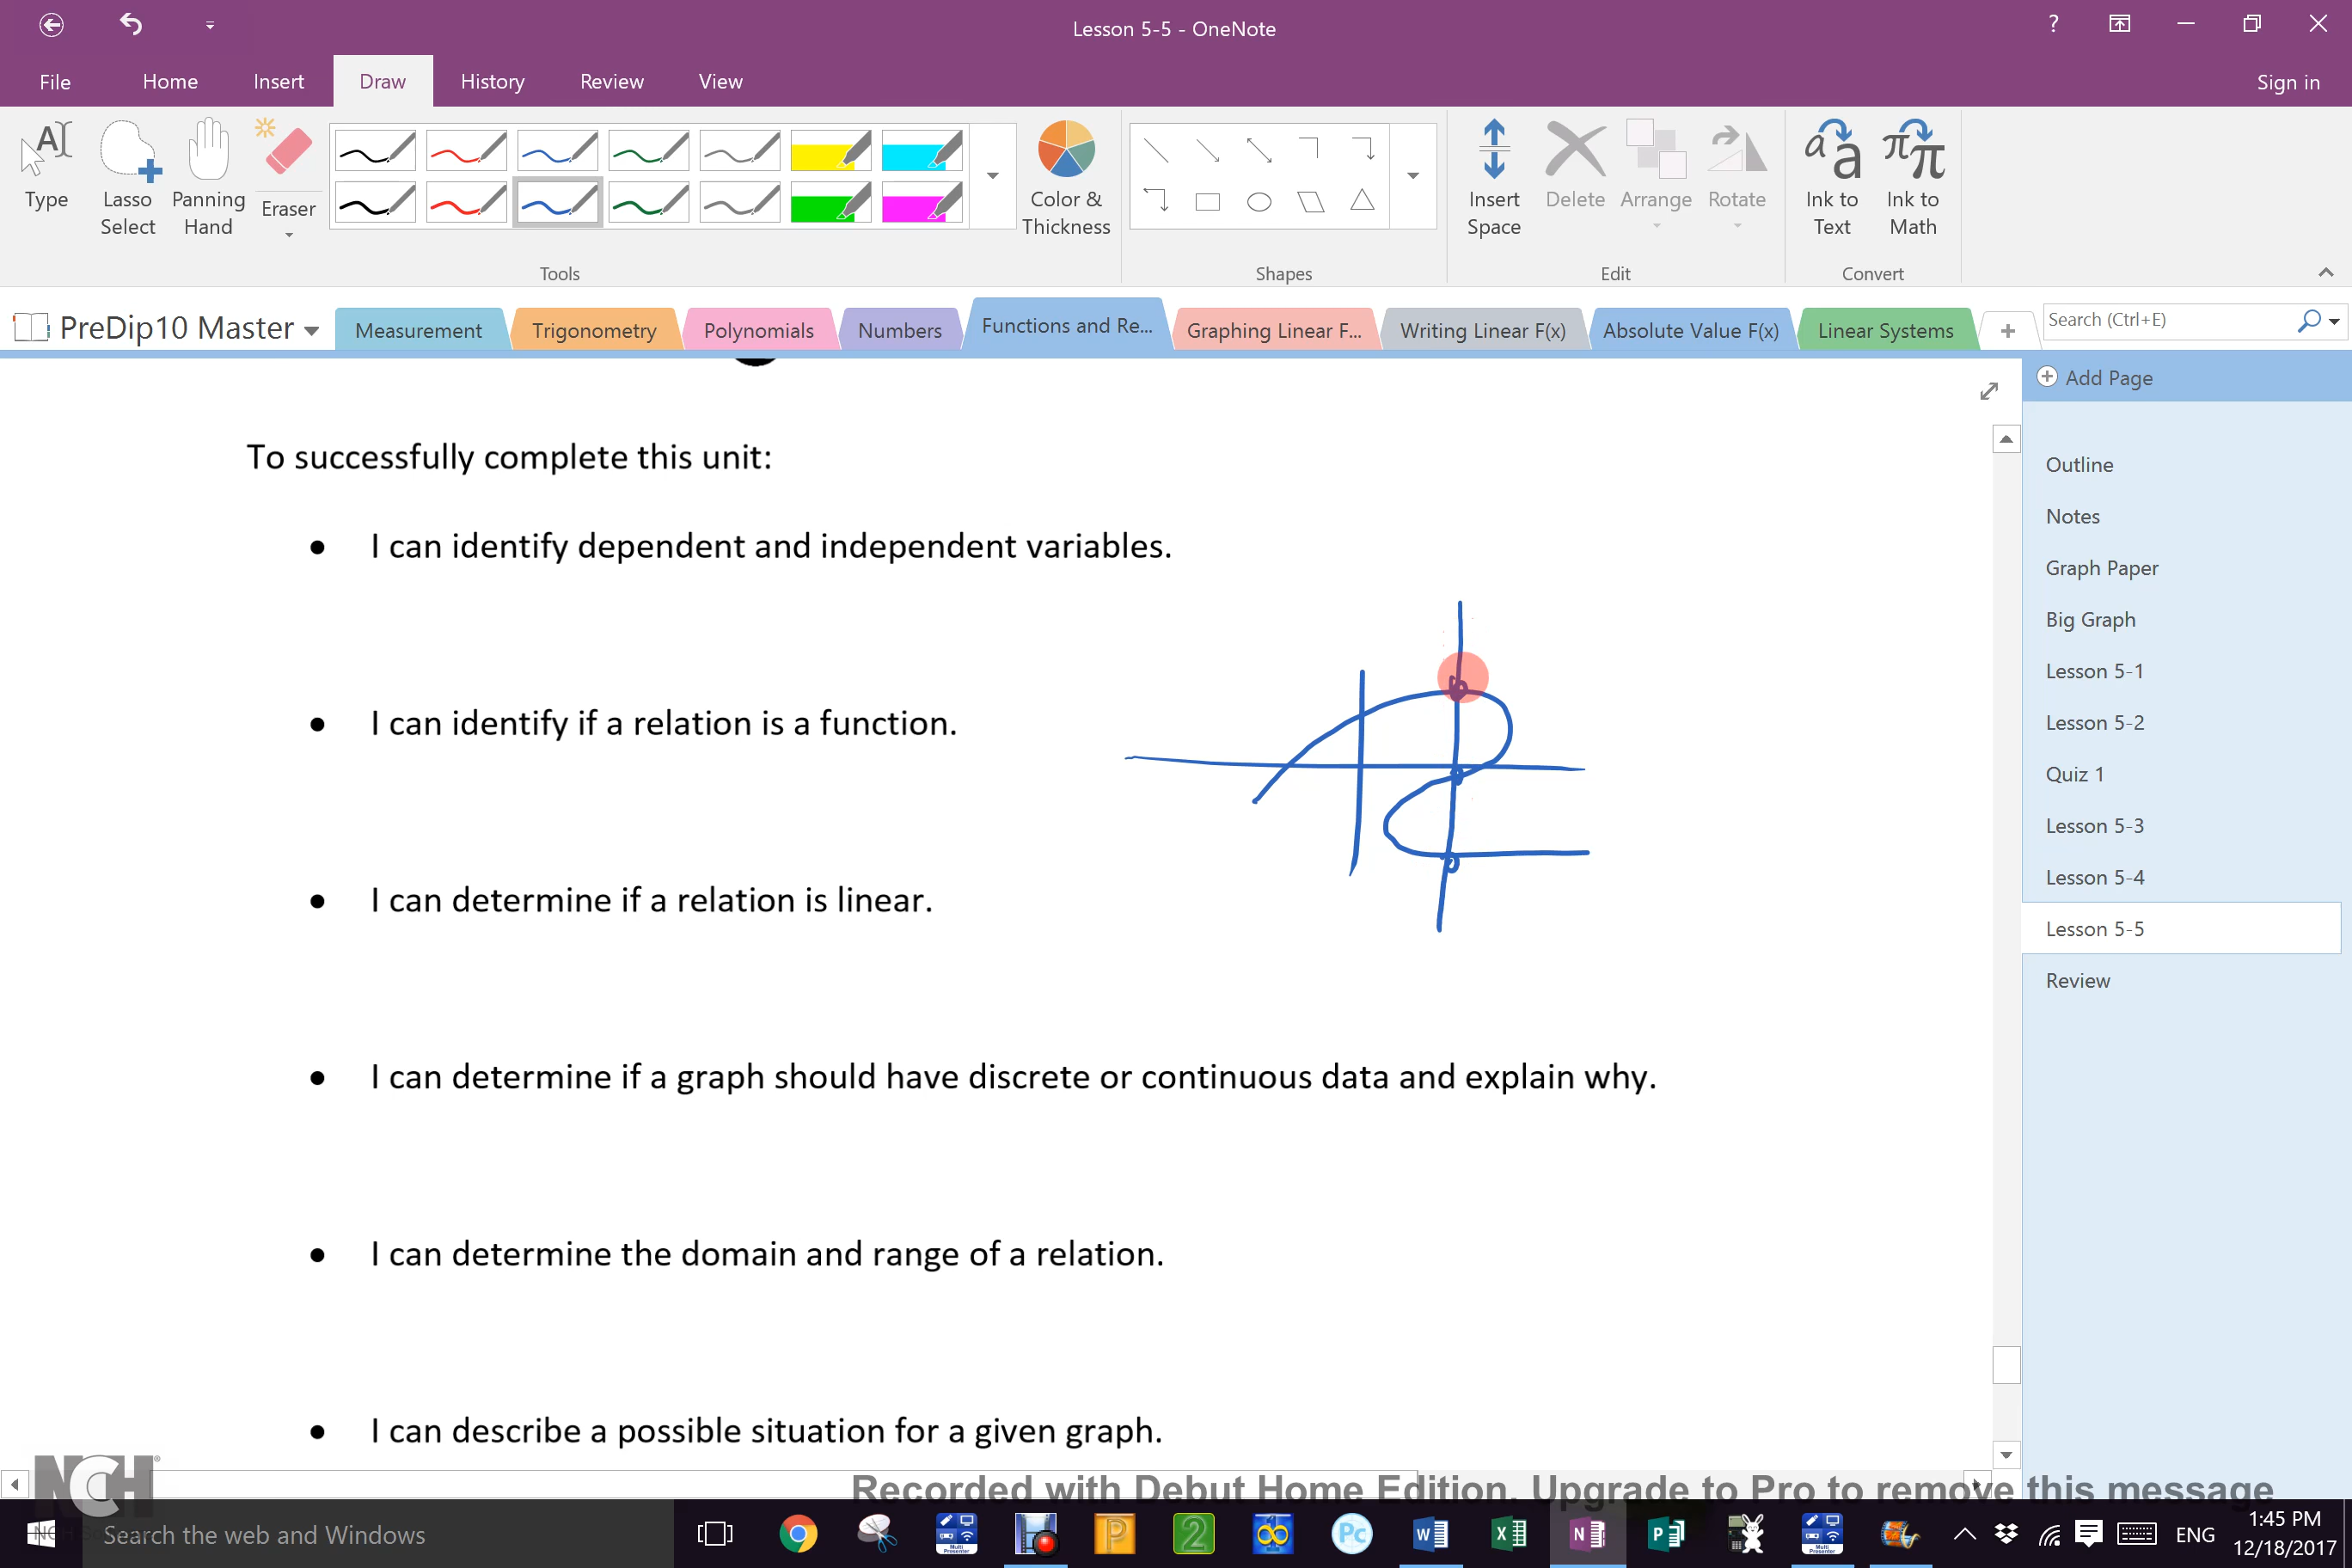 Lesson 5-5 - OneNote
?
File Home Insert Draw History Review View Sign in
Type
Lasso Select
Panning Hand
Eraser
Color & Thickness
Insert Space
Delete
Arrange
Rotate
Ink to Text
Ink to Math
Tools Shapes Edit Convert
PreDip10 Master Measurement Trigonometry Polynomials Numbers Functions and Re... Graphing Linear F... Writing Linear F(x) Absolute Value F(x) Linear Systems + Search (Ctrl+E)
Add Page
Outline
Notes
Graph Paper
Big Graph
Lesson 5-1
Lesson 5-2
Quiz 1
Lesson 5-3
Lesson 5-4
Lesson 5-5
Review
To successfully complete this unit:
• I can identify dependent and independent variables.
• I can identify if a relation is a function.
• I can determine if a relation is linear.
• I can determine if a graph should have discrete or continuous data and explain why.
• I can determine the domain and range of a relation.
• I can describe a possible situation for a given graph.
NCH
Recorded with Debut Home Edition. Upgrade to Pro to remove this message
Search the web and Windows
ENG
1:45 PM
12/18/2017